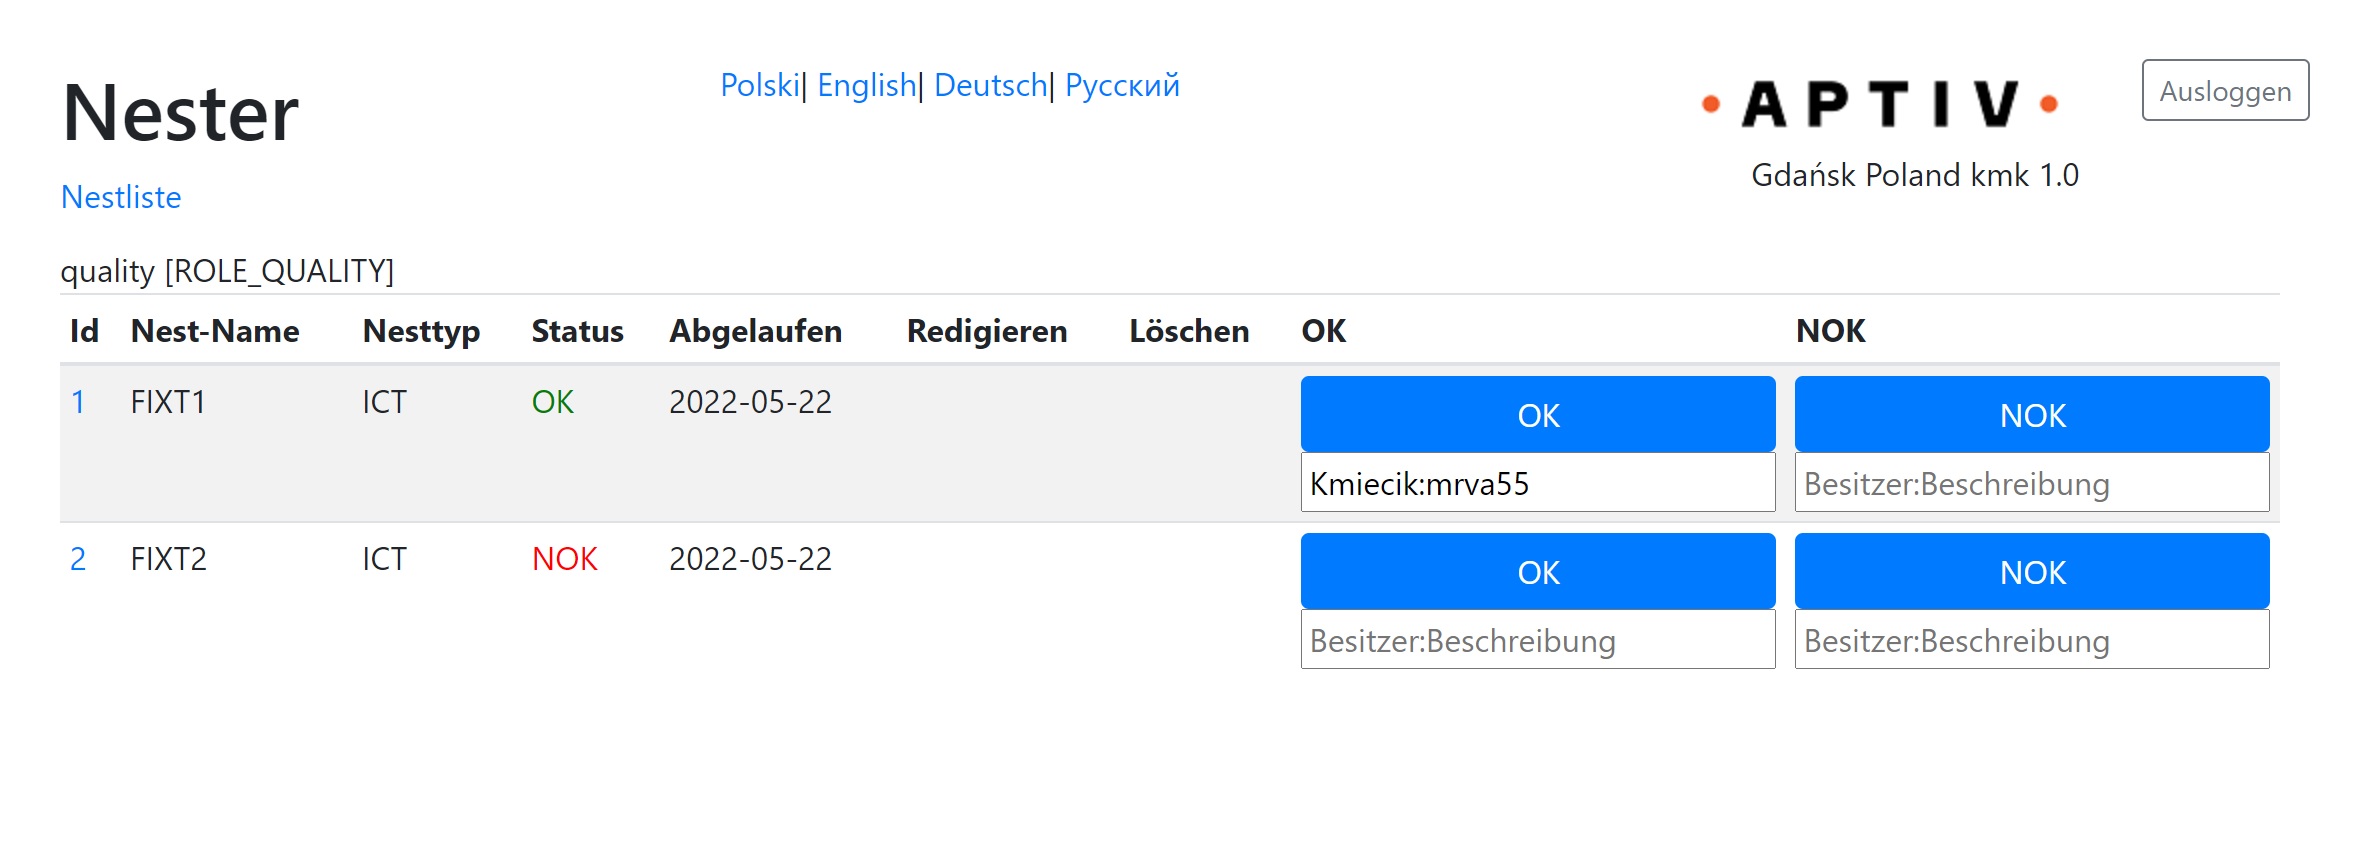 Nester
Polski| English| Deutsch| Русский
APTIV
Ausloggen
Gdańsk Poland kmk 1.0
Nestliste
quality [ROLE_QUALITY]
Id Nest-Name Nesttyp Status Abgelaufen Redigieren Löschen OK NOK
1 FIXT1 ICT OK 2022-05-22 OK NOK
Kmiecik:mrva55 Besitzer:Beschreibung
2 FIXT2 ICT NOK 2022-05-22 OK NOK
Besitzer:Beschreibung Besitzer:Beschreibung